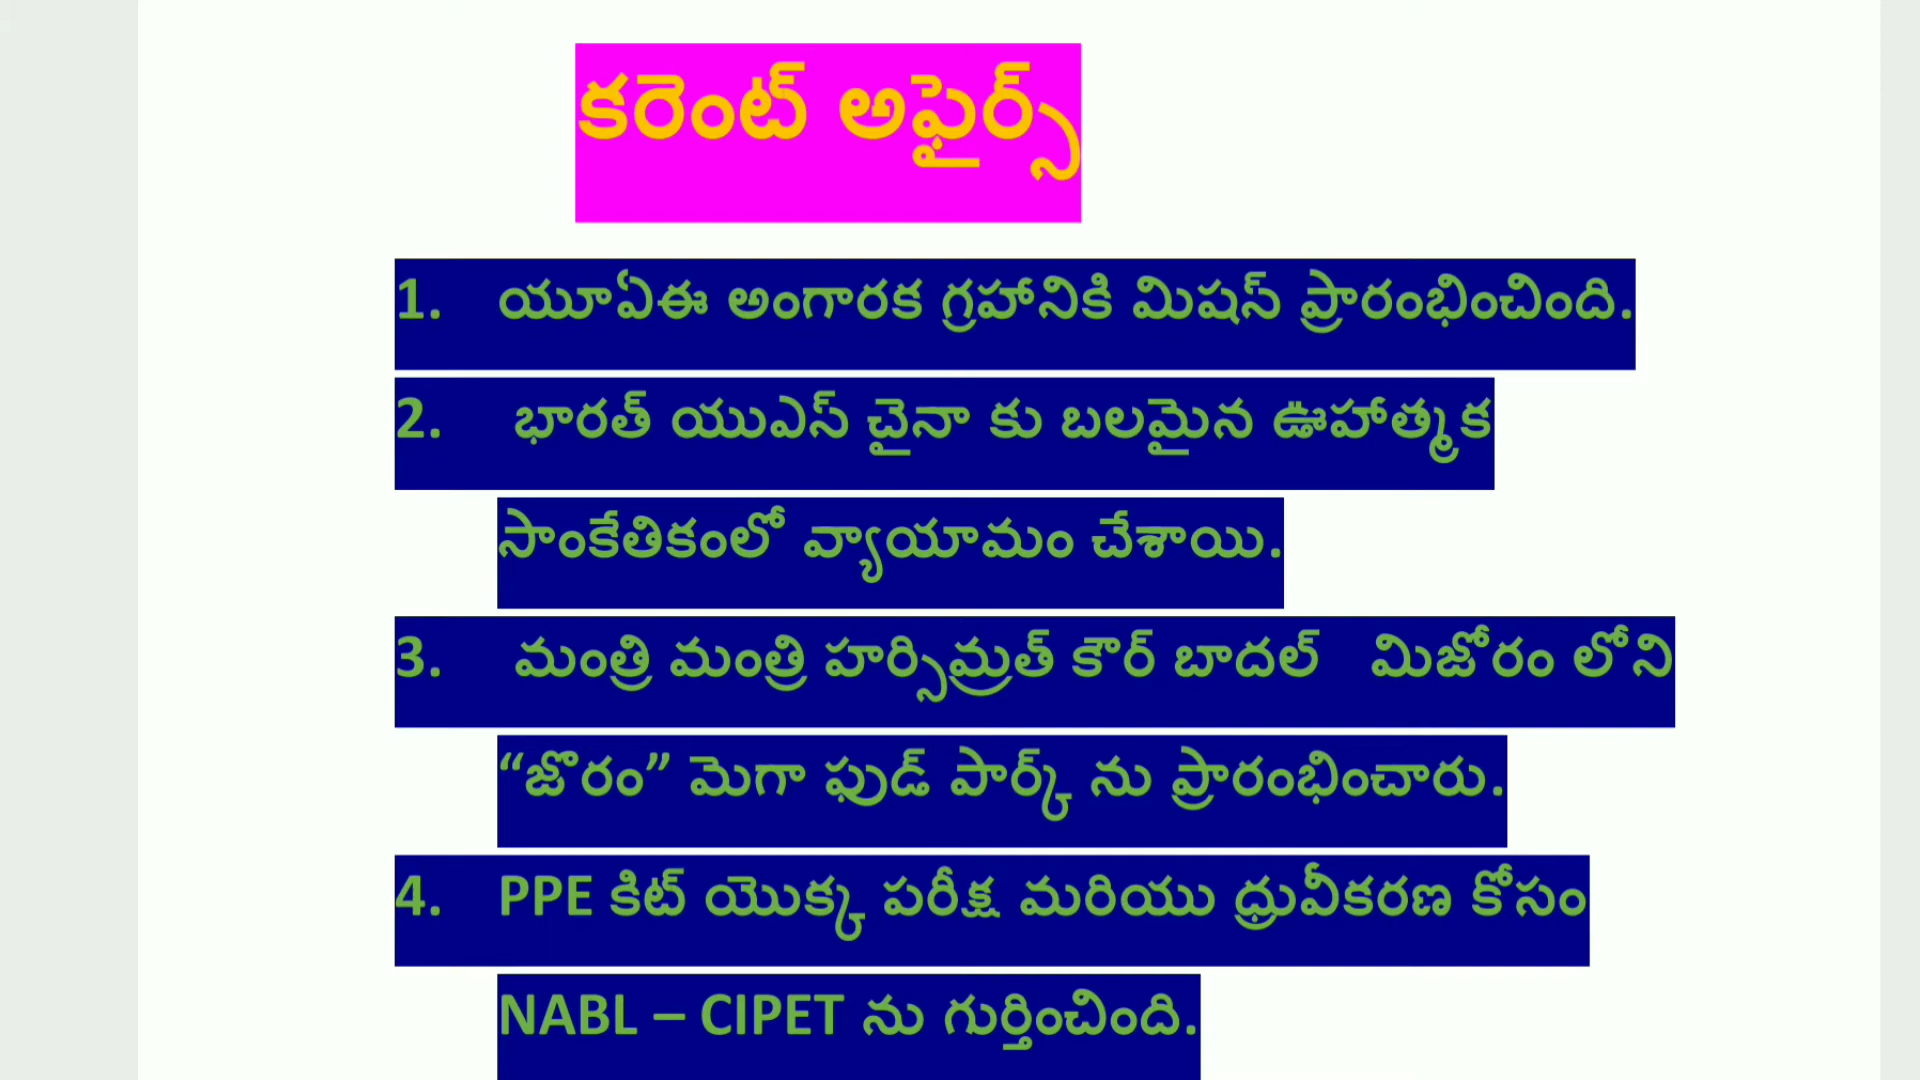 కరెంట్ అఫైర్స్
1. యూఏఈ అంగారక గ్రహానికి మిషస్ ప్రారంభించింది.
2. భారత్ యుఎస్ చైనా కు బలమైన ఊహాత్మక
సాంకేతికంలో వ్యాయామం చేశాయి.
3. మంత్రి మంత్రి హర్సిమ్రత్ కౌర్ బాదల్ మిజోరం లోని
“జొరం” మెగా ఫుడ్ పార్క్ ను ప్రారంభించారు.
4. PPE కిట్ యొక్క పరీక్ష మరియు ధ్రువీకరణ కోసం
NABL – CIPET ను గుర్తించింది.